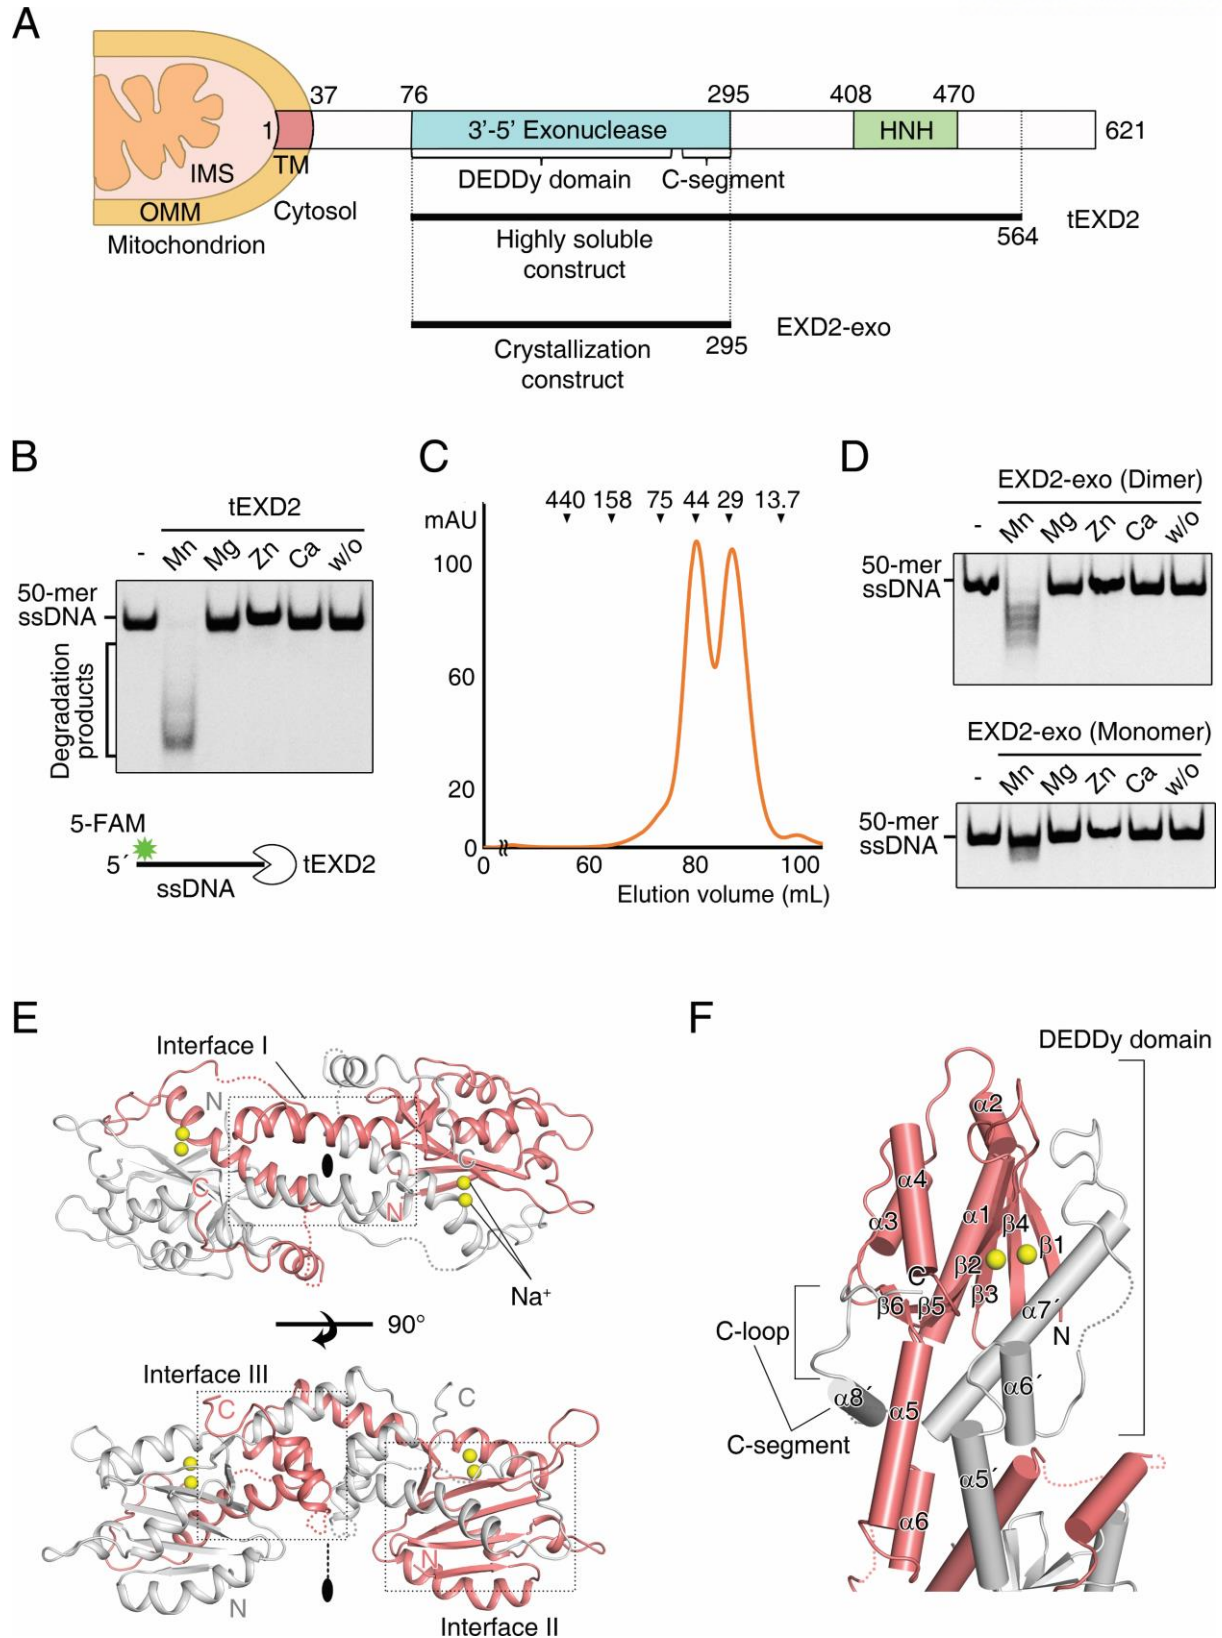 A
37
76
295
408
470
1
3'-5' Exonuclease
HNH
621
TM
IMS
OMM
Mitochondrion
Cytosol
DEDDy domain
C-segment
tEXD2
564
Highly soluble
construct
EXD2-exo
295
Crystallization
construct
B
tEXD2
- Mn Mg Zn Ca w/o
50-mer
ssDNA
Degradation
products
5-FAM
5´
ssDNA
tEXD2
C
440 158 75 44 29 13.7
mAU
100
60
20
0
0 60 80 100
Elution volume (mL)
D
EXD2-exo (Dimer)
- Mn Mg Zn Ca w/o
50-mer
ssDNA
EXD2-exo (Monomer)
- Mn Mg Zn Ca w/o
50-mer
ssDNA
E
Interface I
N
C
C
N
Na+
90°
Interface III
C
C
N
N
Interface II
F
DEDDy domain
α2
α4
α3
α1
β4
β1
β2
C
β3
β6
β5
α7´
N
C-loop
α6´
α8´
α5
C-segment
α5´
α6